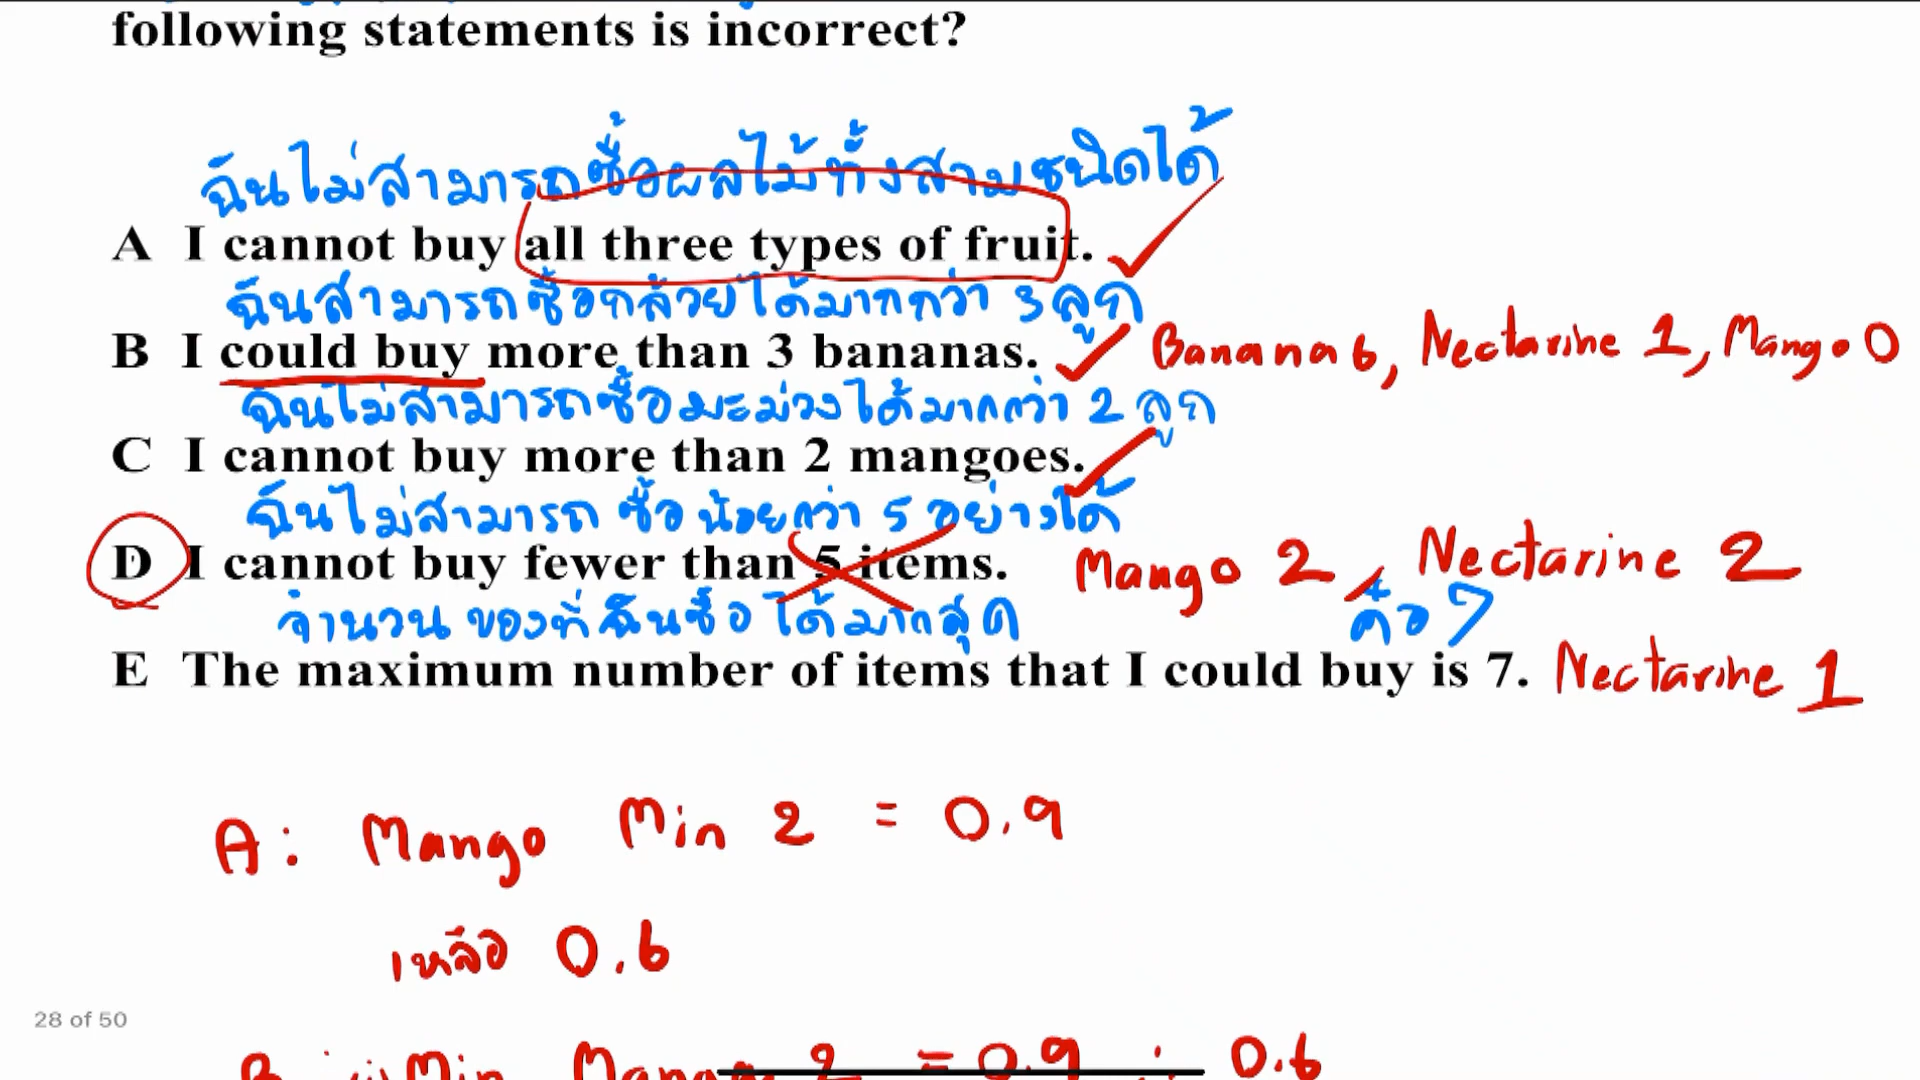 following statements is incorrect?
ฉันไม่สามารถซื้อผลไม้ทั้งสามชนิดได้
A I cannot buy all three types of fruit.
ฉันสามารถซื้อกล้วยได้มากกว่า 3 ลูก
B I could buy more than 3 bananas. Banana 6, Nectarine 1, Mango 0
ฉันไม่สามารถซื้อมะม่วงได้มากกว่า 2 ลูก
C I cannot buy more than 2 mangoes.
ฉันไม่สามารถ ซื้อ น้อยกว่า 5 อย่างได้
D I cannot buy fewer than 5 items. Mango 2, Nectarine 2
จำนวน ของที่ ฉันซื้อ ได้มากสุด คือ 7
E The maximum number of items that I could buy is 7. Nectarine 1
A: Mango Min 2 = 0.9
เหลือ 0.6
28 of 50
Min Mango 2 = 0.9 0.6